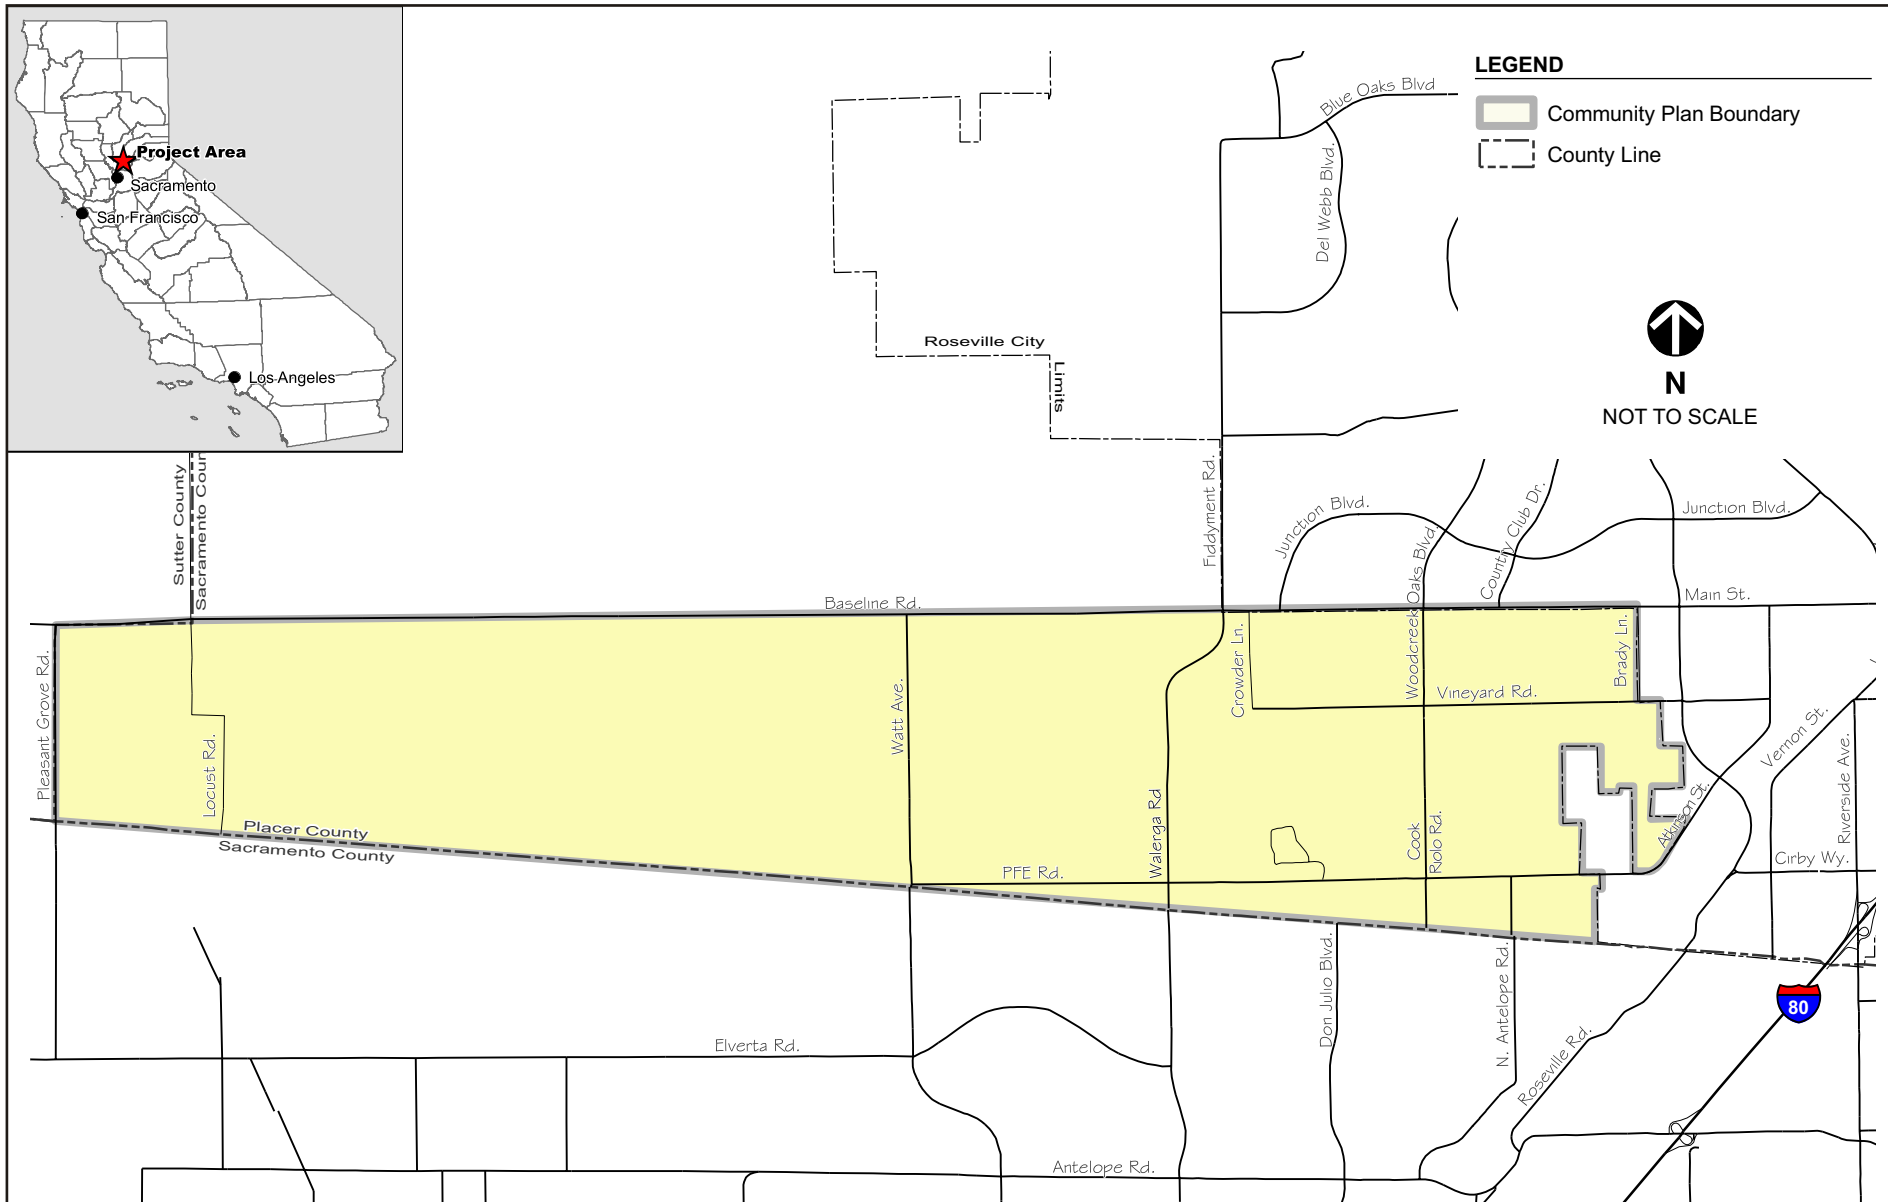 Project Area
Sacramento
San Francisco
Los Angeles
LEGEND
Community Plan Boundary
County Line
N
NOT TO SCALE
Blue Oaks Blvd
Del Webb Blvd.
Roseville City
Limits
Sutter County
Sacramento Coun
Fiddyment Rd.
Junction Blvd.
Woodcreek Oaks Blvd.
Country Club Dr.
Junction Blvd.
Baseline Rd.
Main St.
Pleasant Grove Rd.
Locust Rd.
Watt Ave.
Crowder Ln.
Vineyard Rd.
Brady Ln.
Vernon St.
Riverside Ave.
Walerga Rd
Cook
Riolo Rd.
Atkinson St.
Cirby Wy.
Placer County
Sacramento County
PFE Rd.
Don Julio Blvd.
N. Antelope Rd.
Roseville Rd.
80
Elverta Rd.
Antelope Rd.